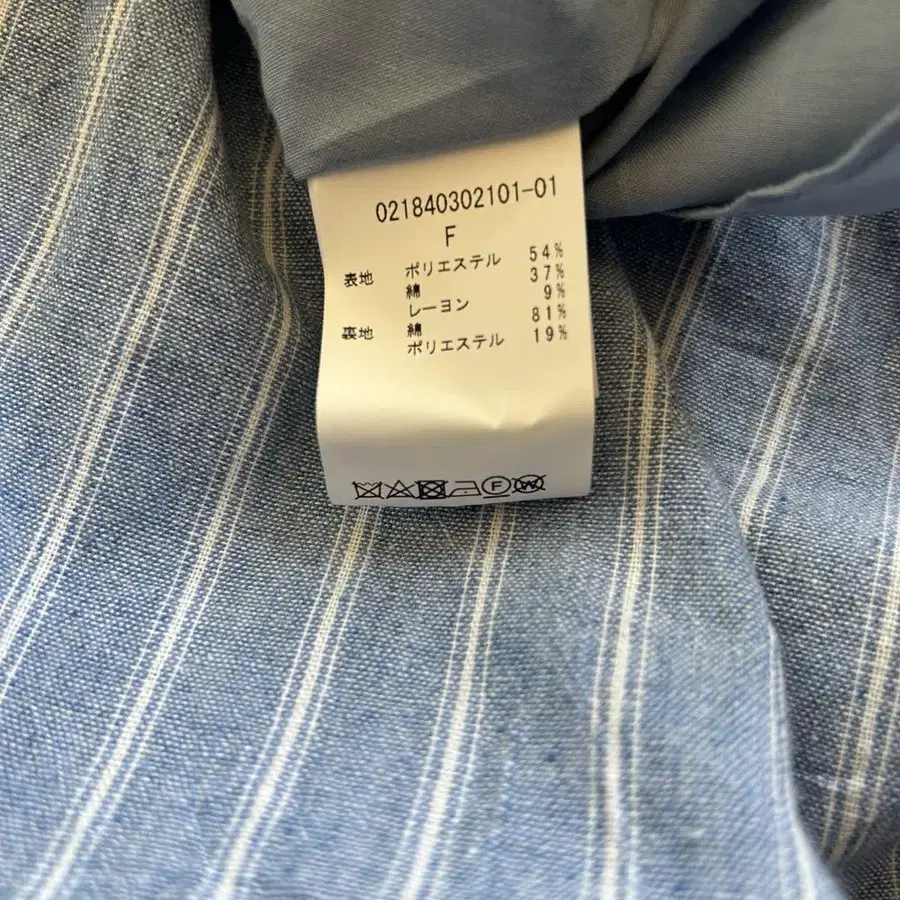 021840302101-01
F
表地 ポリエステル 54%
綿 37%
レーヨン 9%
裏地 綿 81%
ポリエステル 19%
F W